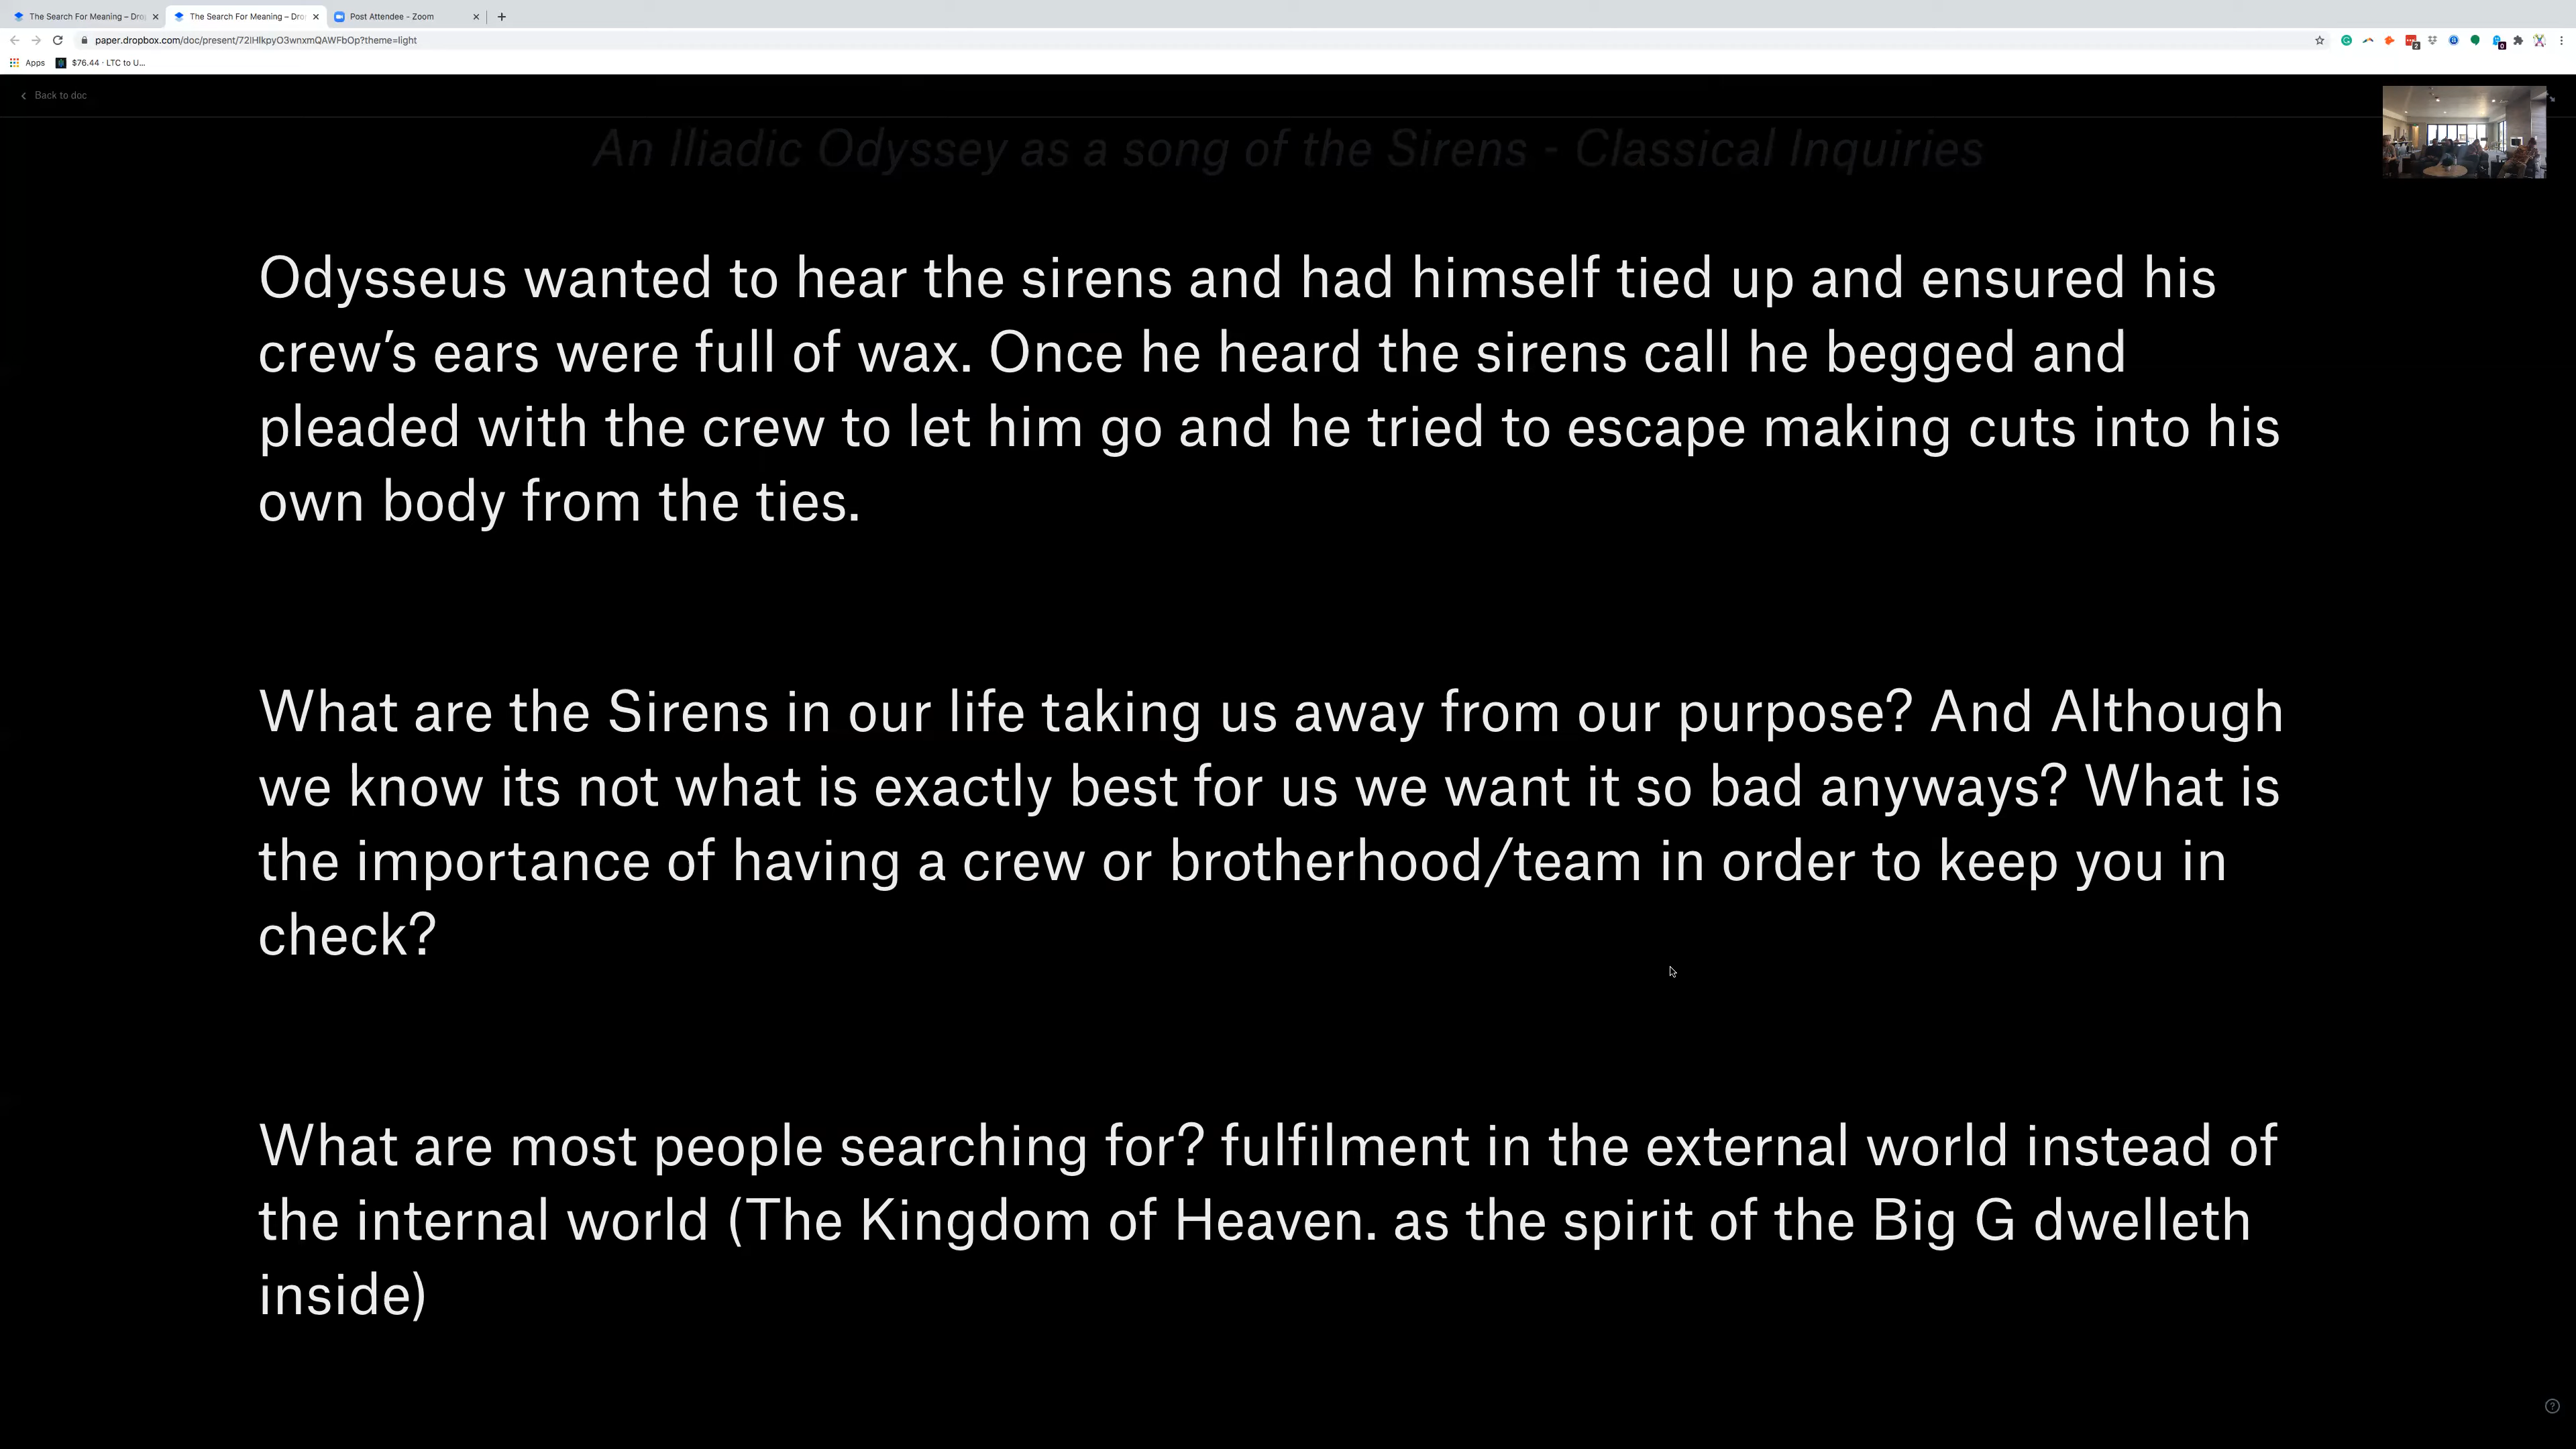 The Search For Meaning – Dro
The Search For Meaning – Dro
Post Attendee - Zoom
paper.dropbox.com/doc/present/72IHlkpyO3wnxmQAWFbOp?theme=light
Apps
$76.44 · LTC to U...
Back to doc
An Iliadic Odyssey as a song of the Sirens - Classical Inquiries
Odysseus wanted to hear the sirens and had himself tied up and ensured his
crew’s ears were full of wax. Once he heard the sirens call he begged and
pleaded with the crew to let him go and he tried to escape making cuts into his
own body from the ties.
What are the Sirens in our life taking us away from our purpose? And Although
we know its not what is exactly best for us we want it so bad anyways? What is
the importance of having a crew or brotherhood/team in order to keep you in
check?
What are most people searching for? fulfilment in the external world instead of
the internal world (The Kingdom of Heaven. as the spirit of the Big G dwelleth
inside)